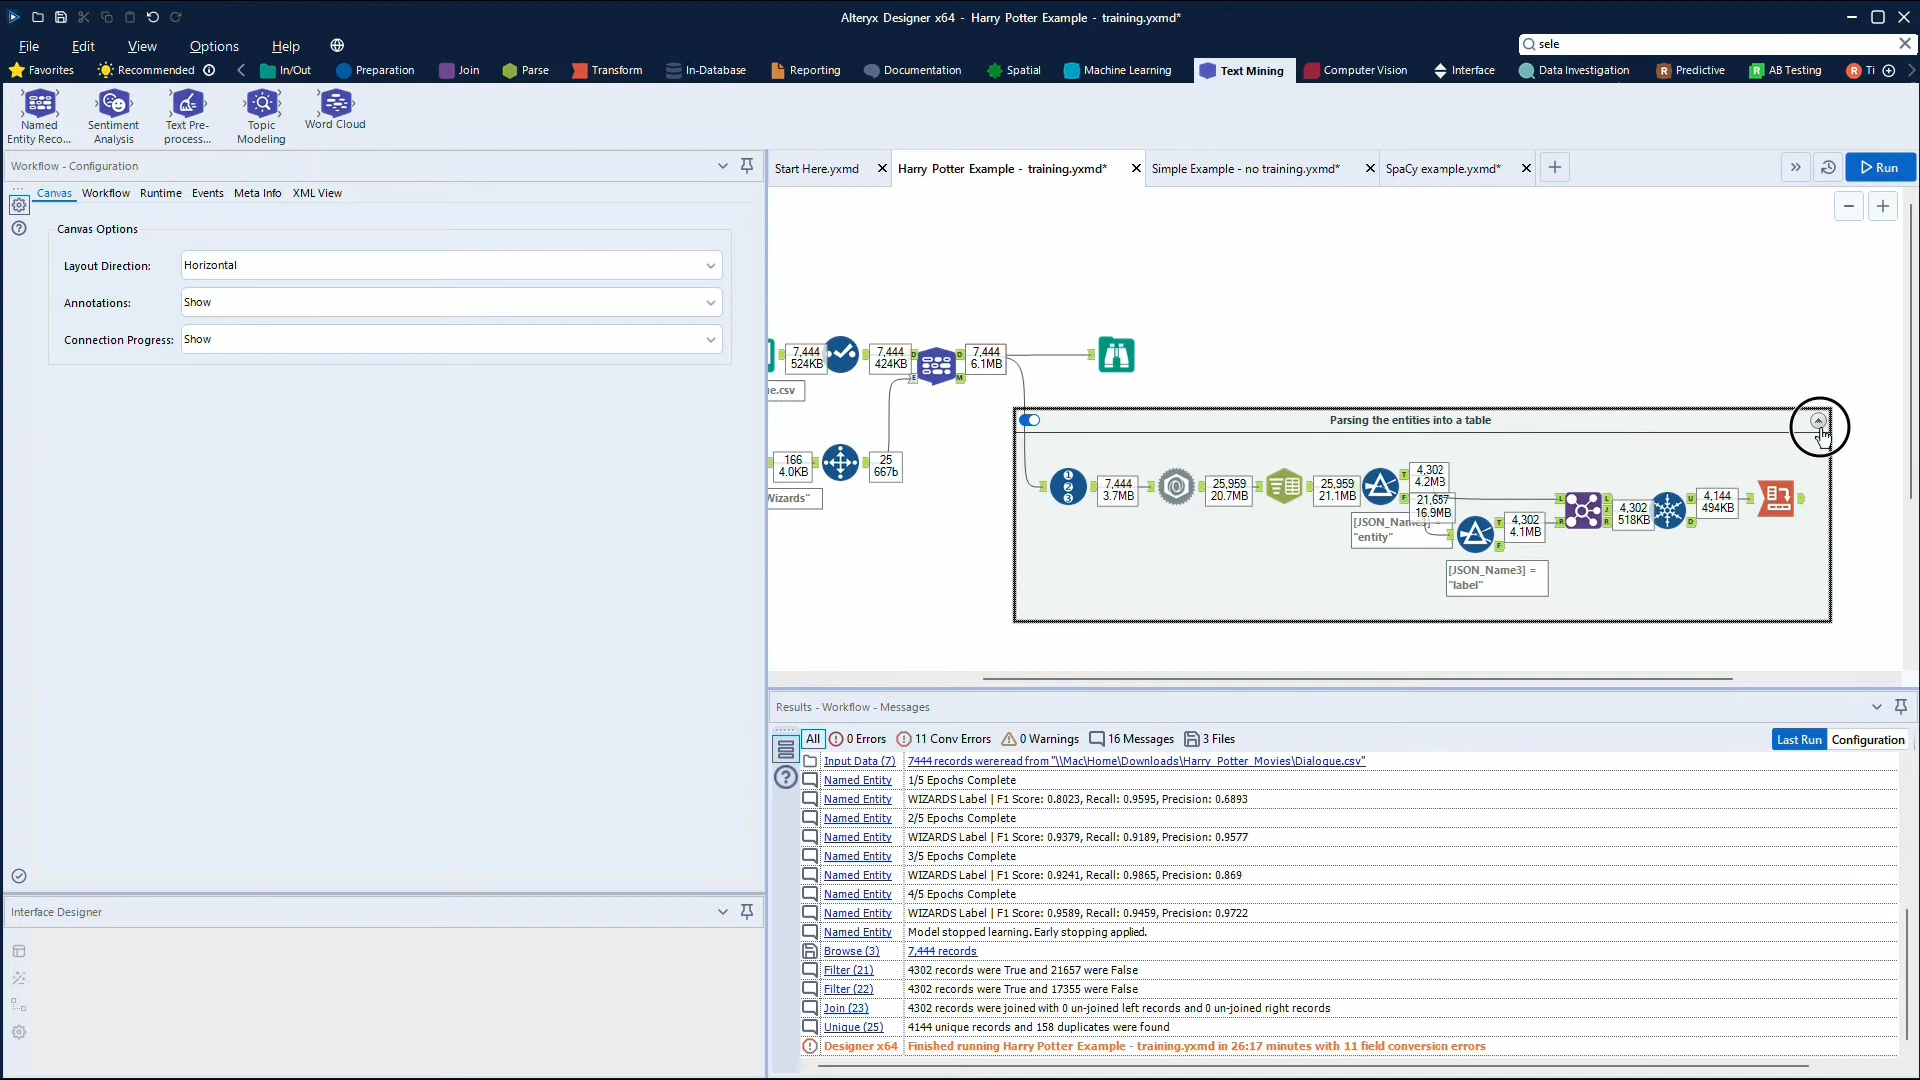 Alteryx Designer x64 - Harry Potter Example - training.yxmd*
File Edit View Options Help
sele
Favorites Recommended In/Out Preparation Join Parse Transform In-Database Reporting Documentation Spatial Machine Learning Text Mining Computer Vision Interface Data Investigation Predictive AB Testing Ti
Named Entity Reco...
Sentiment Analysis
Text Pre-process...
Topic Modeling
Word Cloud
Workflow - Configuration
Canvas Workflow Runtime Events Meta Info XML View
Canvas Options
Layout Direction: Horizontal
Annotations: Show
Connection Progress: Show
Interface Designer
Start Here.yxmd
Harry Potter Example - training.yxmd*
Simple Example - no training.yxmd*
SpaCy example.yxmd*
Run
7,444
524KB
7,444
424KB
D
E
D
M
7,444
6.1MB
e.csv
166
4.0KB
25
667b
Wizards"
Parsing the entities into a table
1
2
3
7,444
3.7MB
25,959
20.7MB
25,959
21.1MB
T
F
4,302
4.2MB
21,657
16.9MB
[JSON_Name3] =
"entity"
T
F
4,302
4.1MB
[JSON_Name3] =
"label"
L
R
L
J
R
4,302
518KB
U
D
4,144
494KB
Results - Workflow - Messages
All 0 Errors 11 Conv Errors 0 Warnings 16 Messages 3 Files
Last Run Configuration
Input Data (7) 7444 records were read from "\\Mac\Home\Downloads\Harry_Potter_Movies\Dialogue.csv"
Named Entity 1/5 Epochs Complete
Named Entity WIZARDS Label | F1 Score: 0.8023, Recall: 0.9595, Precision: 0.6893
Named Entity 2/5 Epochs Complete
Named Entity WIZARDS Label | F1 Score: 0.9379, Recall: 0.9189, Precision: 0.9577
Named Entity 3/5 Epochs Complete
Named Entity WIZARDS Label | F1 Score: 0.9241, Recall: 0.9865, Precision: 0.869
Named Entity 4/5 Epochs Complete
Named Entity WIZARDS Label | F1 Score: 0.9589, Recall: 0.9459, Precision: 0.9722
Named Entity Model stopped learning. Early stopping applied.
Browse (3) 7,444 records
Filter (21) 4302 records were True and 21657 were False
Filter (22) 4302 records were True and 17355 were False
Join (23) 4302 records were joined with 0 un-joined left records and 0 un-joined right records
Unique (25) 4144 unique records and 158 duplicates were found
Designer x64 Finished running Harry Potter Example - training.yxmd in 26:17 minutes with 11 field conversion errors